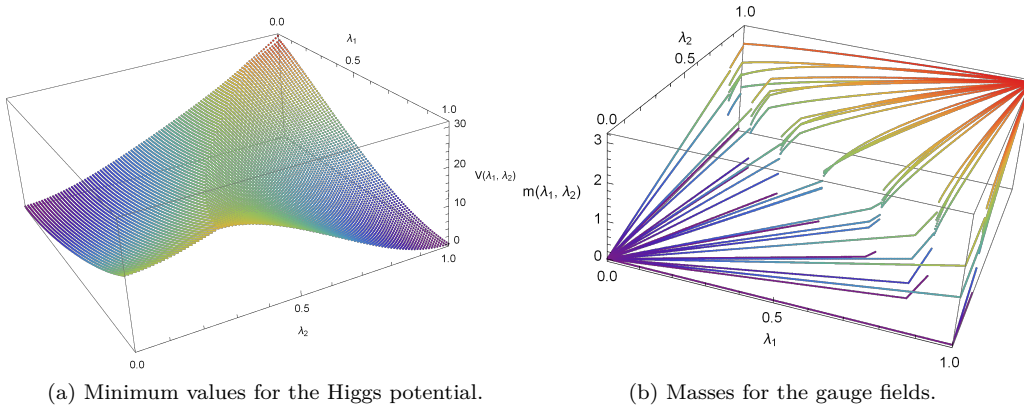 0.0
λ1
0.5
1.0
30
20
V(λ1, λ2)
10
0
1.0
0.5
λ2
0.0
1.0
λ2
0.5
0.0
3
2
m(λ1, λ2)
1
0
0.0
0.5
λ1
1.0
(a) Minimum values for the Higgs potential.
(b) Masses for the gauge fields.